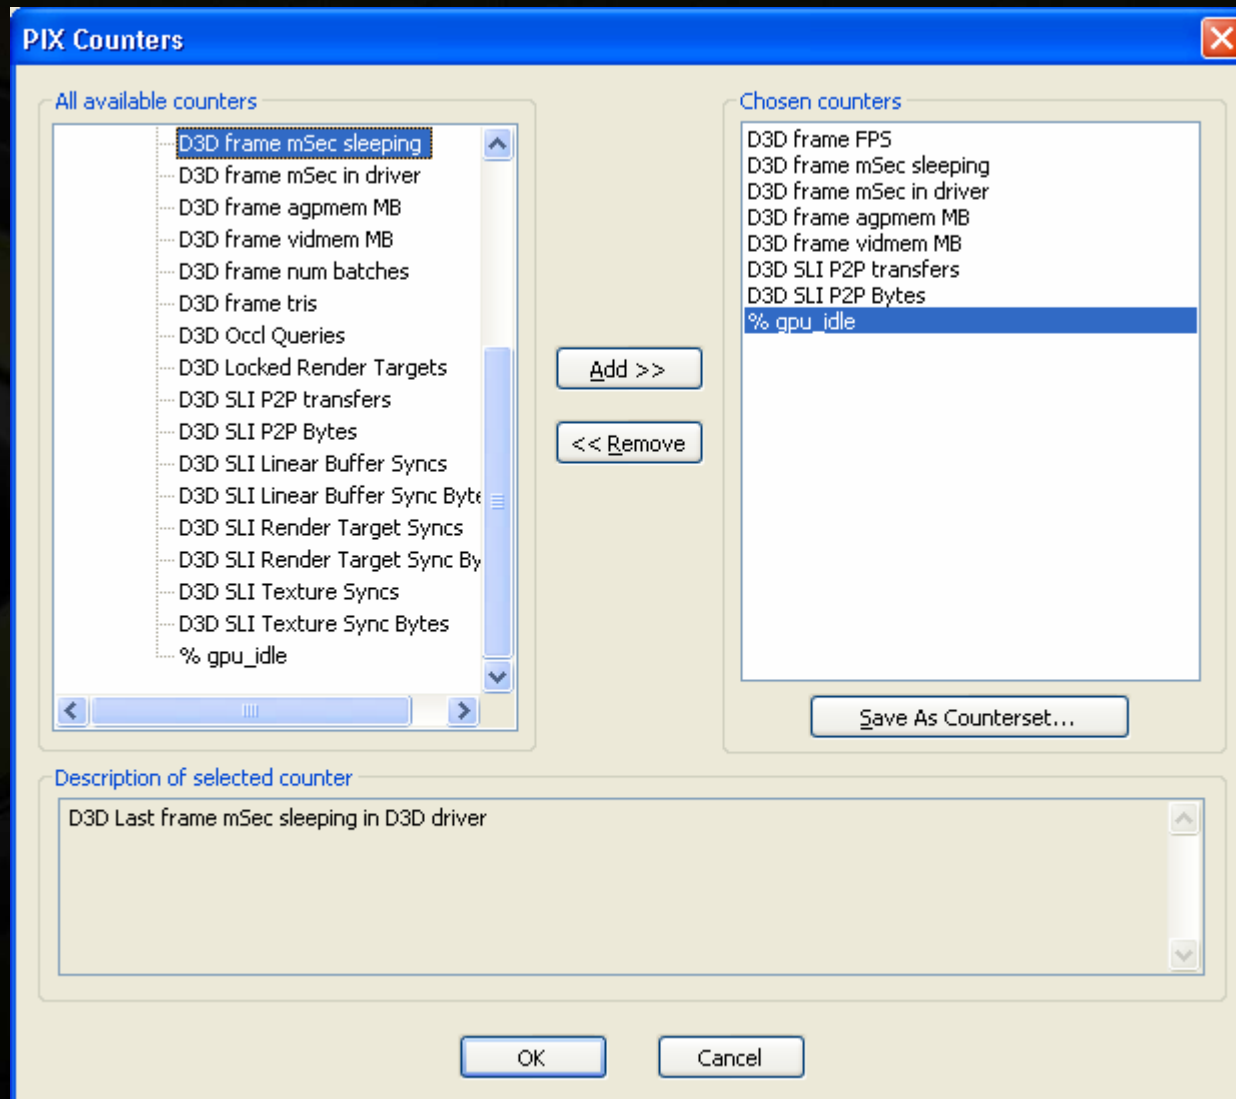 PIX Counters
All available counters
D3D frame mSec sleeping
D3D frame mSec in driver
D3D frame agpmem MB
D3D frame vidmem MB
D3D frame num batches
D3D frame tris
D3D Occl Queries
D3D Locked Render Targets
D3D SLI P2P transfers
D3D SLI P2P Bytes
D3D SLI Linear Buffer Syncs
D3D SLI Linear Buffer Sync Byte
D3D SLI Render Target Syncs
D3D SLI Render Target Sync By
D3D SLI Texture Syncs
D3D SLI Texture Sync Bytes
% gpu_idle
Add >>
<< Remove
Chosen counters
D3D frame FPS
D3D frame mSec sleeping
D3D frame mSec in driver
D3D frame agpmem MB
D3D frame vidmem MB
D3D SLI P2P transfers
D3D SLI P2P Bytes
% gpu_idle
Save As Counterset...
Description of selected counter
D3D Last frame mSec sleeping in D3D driver
OK
Cancel